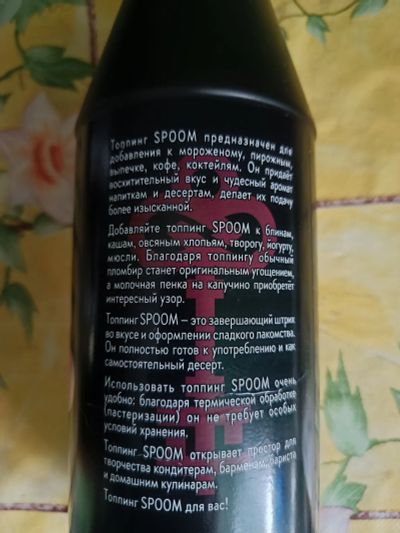 Топпинг SPOOM предназначен для
добавления к мороженому, пирожным,
выпечке, кофе, коктейлям. Он придаёт
восхитительный вкус и чудесный аромат
напиткам и десертам, делает их подачу
более изысканной.
Добавляйте топпинг SPOOM к блинам,
кашам, овсяным хлопьям, творогу, йогурту,
мюсли. Благодаря топпингу обычный
пломбир станет оригинальным угощением,
а молочная пенка на капучино приобретёт
интересный узор.
Топпинг SPOOM – это завершающий штрих
во вкусе и оформлении сладкого лакомства.
Он полностью готов к употреблению и как
самостоятельный десерт.
Использовать топпинг SPOOM очень
удобно: благодаря термической обработке
(пастеризации) он не требует особых
условий хранения.
Топпинг SPOOM открывает простор для
творчества кондитерам, барменам, бариста
и домашним кулинарам.
Топпинг SPOOM для вас!